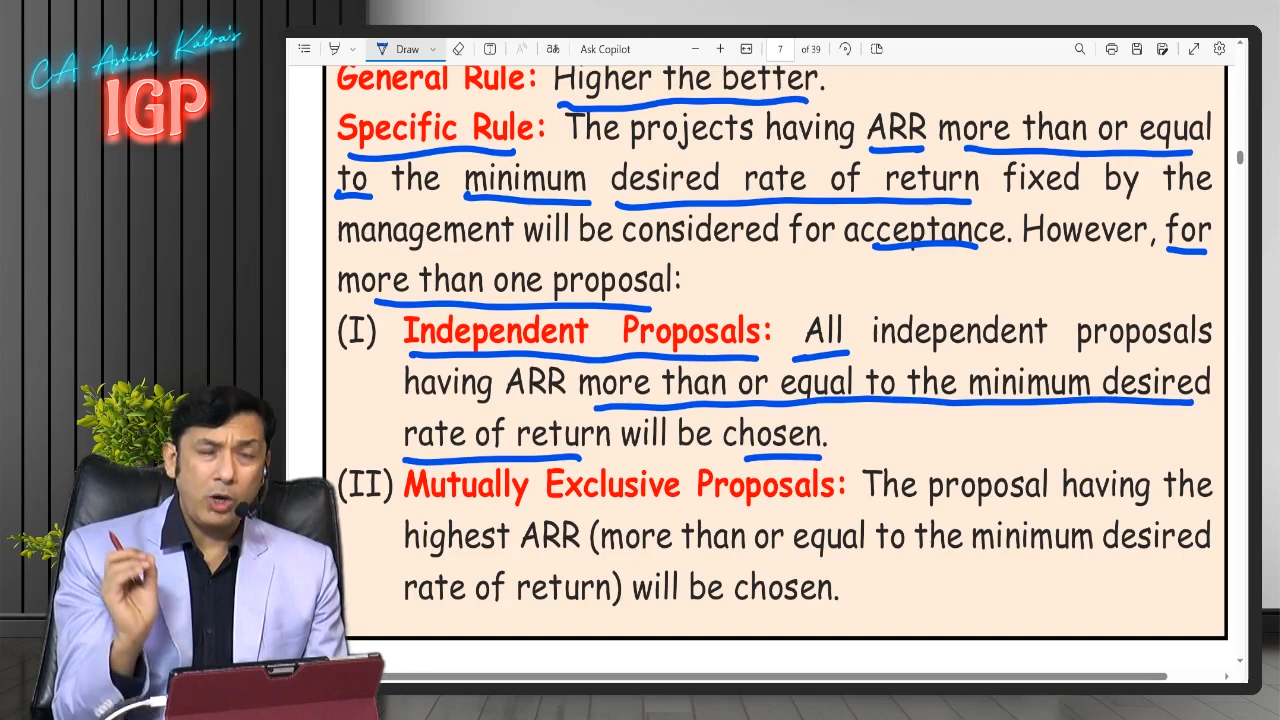 CA Ashish Kalra's
IGP
Draw
Ask Copilot
7
of 39
General Rule: Higher the better.
Specific Rule: The projects having ARR more than or equal
to the minimum desired rate of return fixed by the
management will be considered for acceptance. However, for
more than one proposal:
(I) Independent Proposals: All independent proposals
having ARR more than or equal to the minimum desired
rate of return will be chosen.
(II) Mutually Exclusive Proposals: The proposal having the
highest ARR (more than or equal to the minimum desired
rate of return) will be chosen.